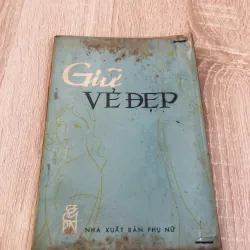 Giữ
VẺ ĐẸP
NHÀ XUẤT BẢN PHỤ NỮ